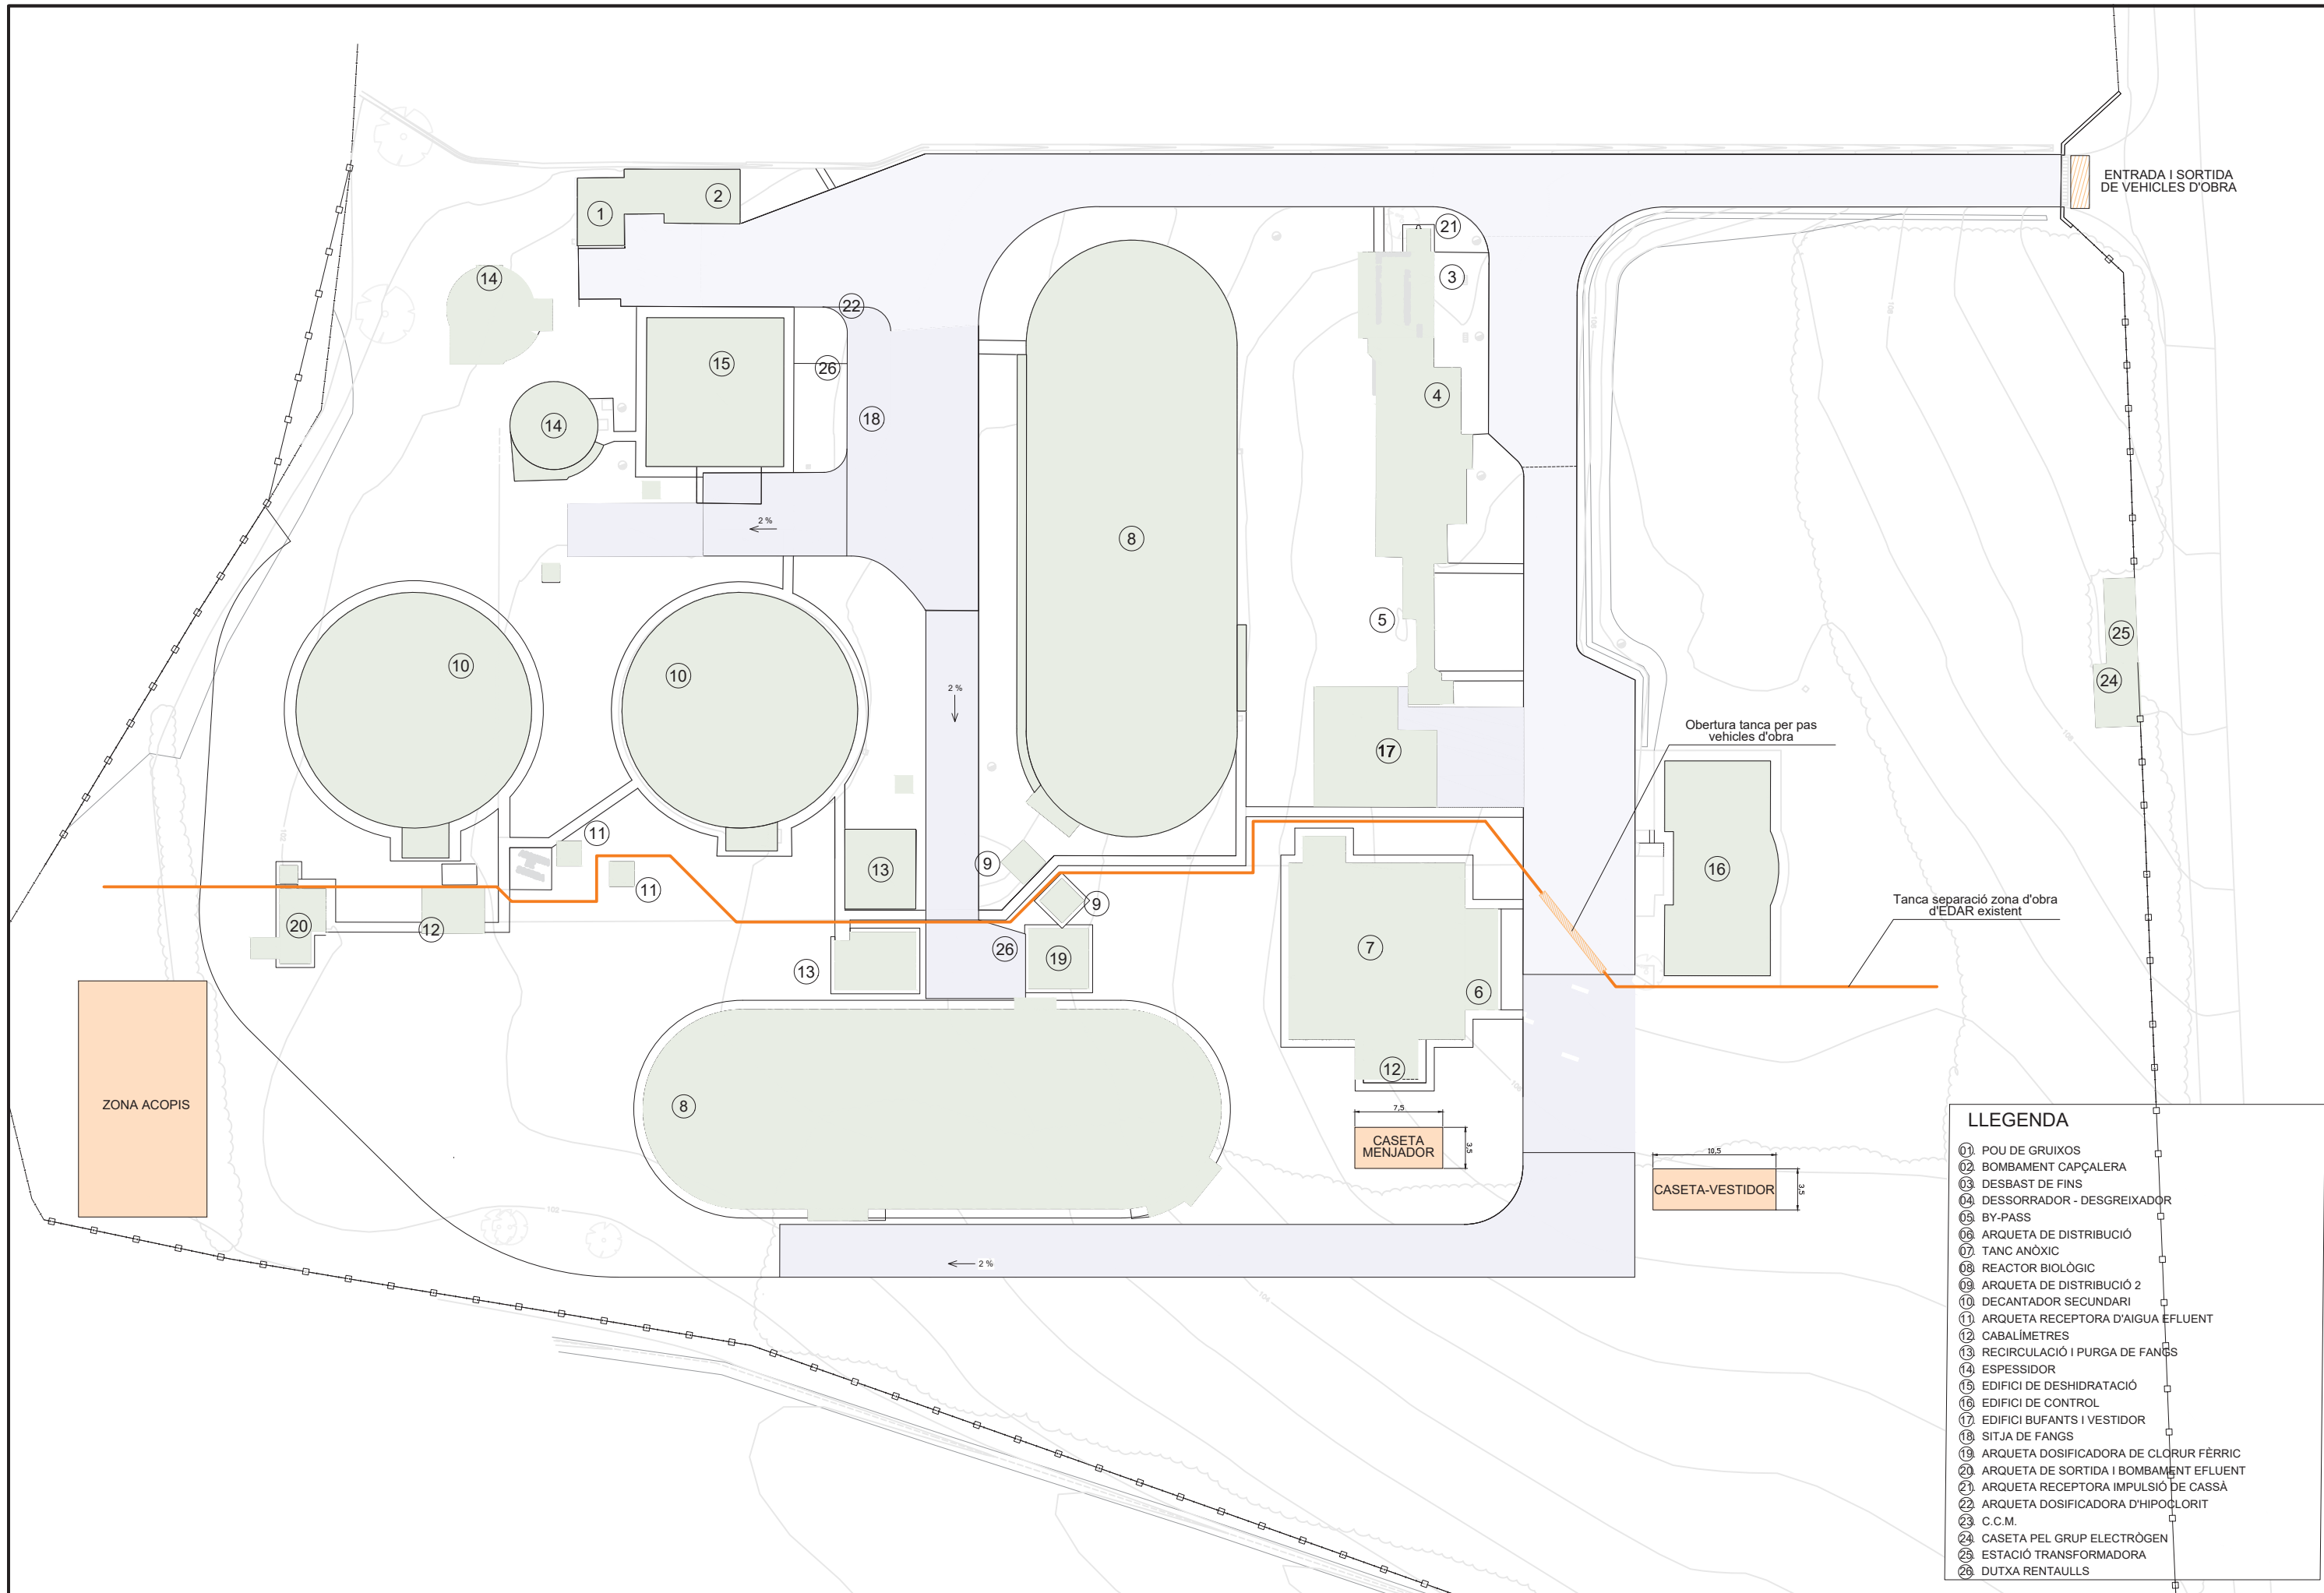 ENTRADA I SORTIDA
DE VEHICLES D'OBRA
1
2
21
3
14
22
15
26
4
18
14
2 %
8
5
25
10
10
24
2 %
Obertura tanca per pas
vehicles d'obra
17
11
9
13
16
11
9
Tanca separació zona d'obra
d'EDAR existent
20
12
26
19
7
13
6
12
ZONA ACOPIS
8
7,5
CASETA
MENJADOR
3,5
10,5
CASETA-VESTIDOR
3,5
2 %
108
108
108
102
102
104
106
LLEGENDA
01. POU DE GRUIXOS
02. BOMBAMENT CAPÇALERA
03. DESBAST DE FINS
04. DESSORRADOR - DESGREIXADOR
05. BY-PASS
06. ARQUETA DE DISTRIBUCIÓ
07. TANC ANÒXIC
08. REACTOR BIOLÒGIC
09. ARQUETA DE DISTRIBUCIÓ 2
10. DECANTADOR SECUNDARI
11. ARQUETA RECEPTORA D'AIGUA EFLUENT
12. CABALÍMETRES
13. RECIRCULACIÓ I PURGA DE FANGS
14. ESPESSIDOR
15. EDIFICI DE DESHIDRATACIÓ
16. EDIFICI DE CONTROL
17. EDIFICI BUFANTS I VESTIDOR
18. SITJA DE FANGS
19. ARQUETA DOSIFICADORA DE CLORUR FÈRRIC
20. ARQUETA DE SORTIDA I BOMBAMENT EFLUENT
21. ARQUETA RECEPTORA IMPULSIÓ DE CASSÀ
22. ARQUETA DOSIFICADORA D'HIPOCLORIT
23. C.C.M.
24. CASETA PEL GRUP ELECTRÒGEN
25. ESTACIÓ TRANSFORMADORA
26. DUTXA RENTAULLS